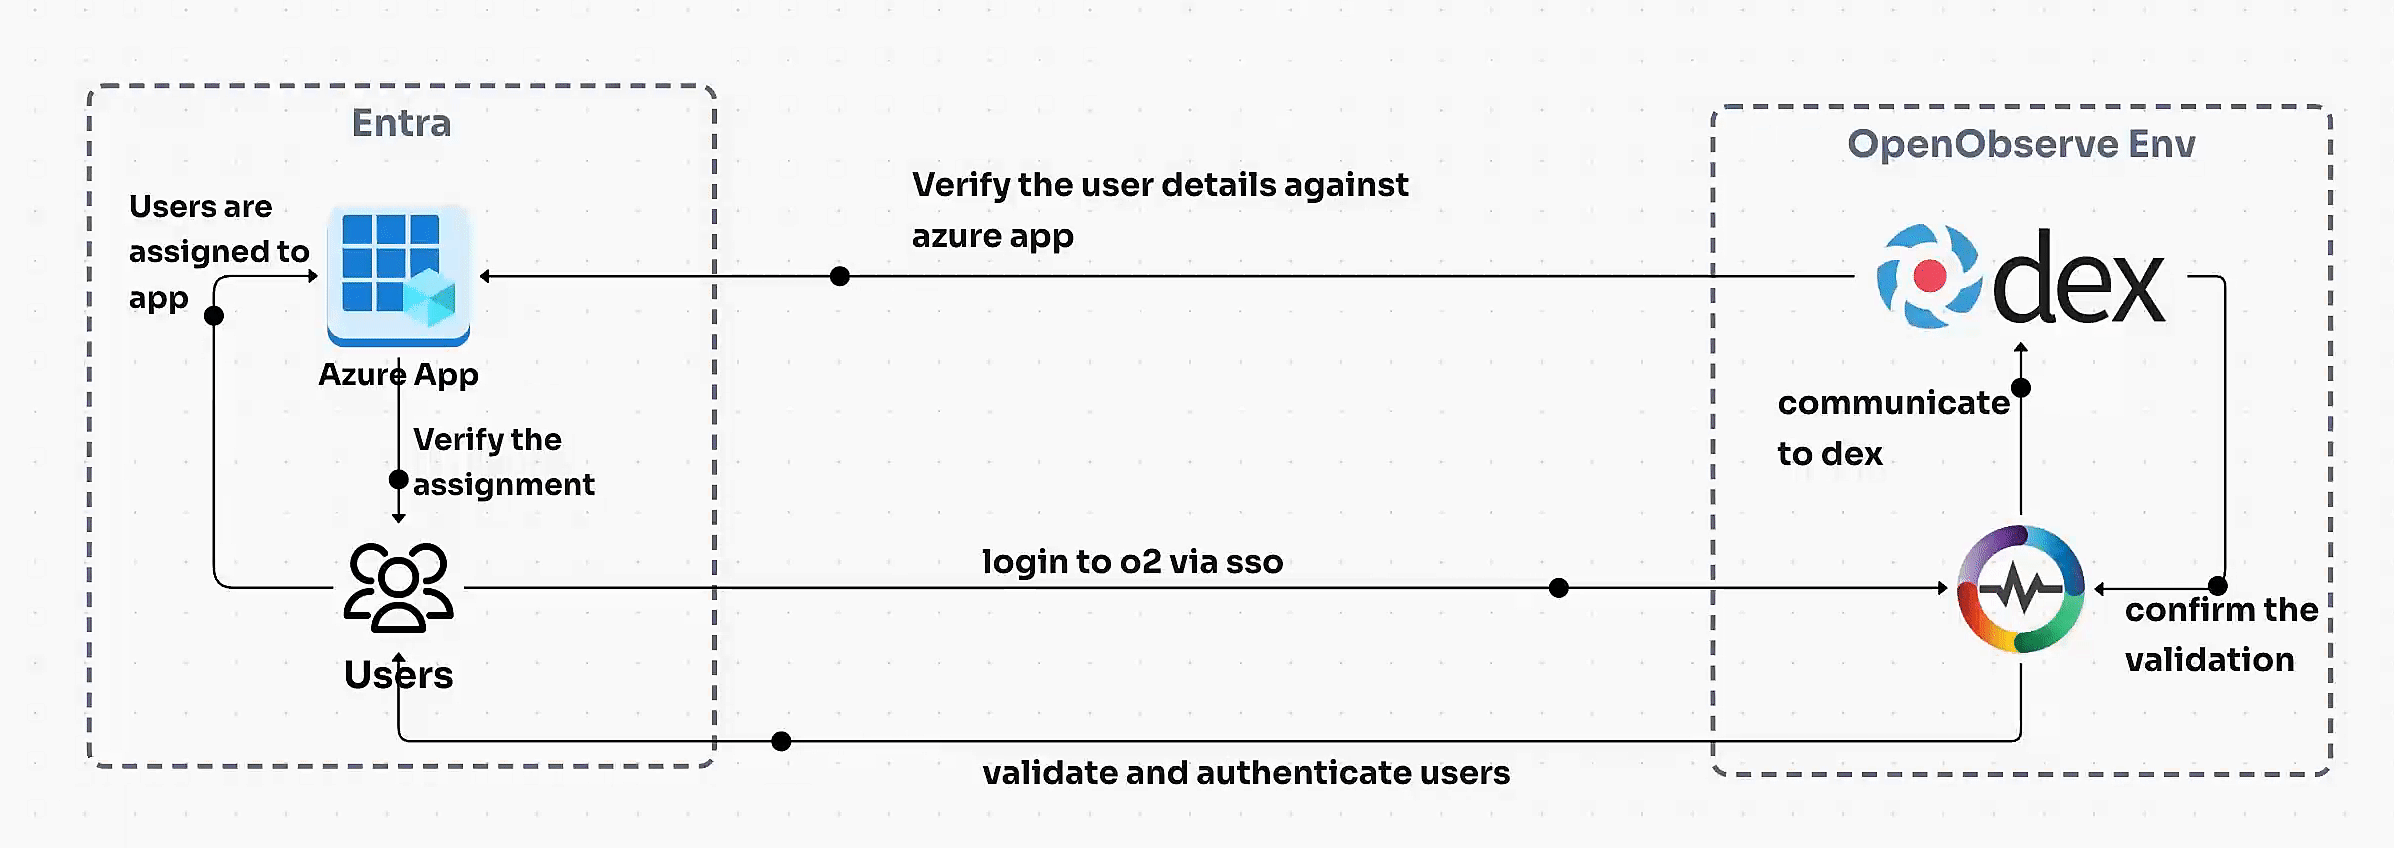 Entra
OpenObserve Env
Users are
assigned to
app
Verify the user details against
azure app
dex
Azure App
communicate
to dex
Verify the
assignment
login to o2 via sso
confirm the
validation
Users
validate and authenticate users